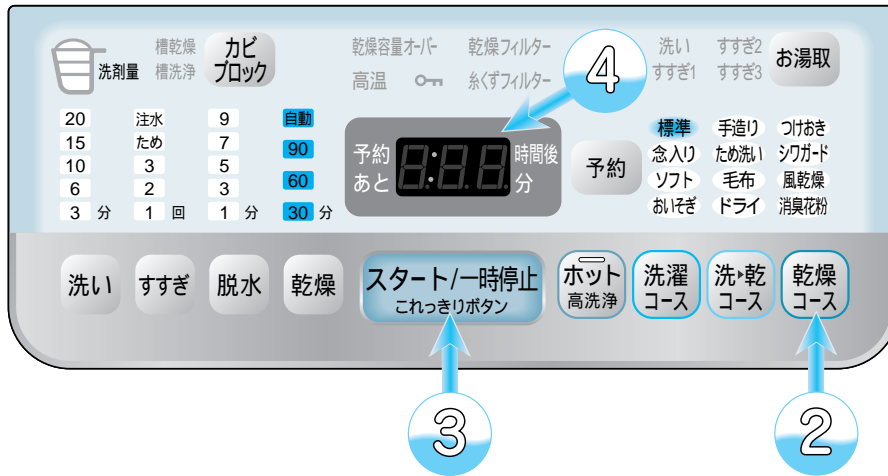 槽乾燥
槽洗浄
洗剤量
カビ
ブロック
乾燥容量オーバー
乾燥フィルター
高温
糸くずフィルター
4
洗い
すすぎ2
すすぎ1
すすぎ3
お湯取
20
15
10
6
3 分
注水
ため
3
2
1 回
9
7
5
3
1 分
自動
90
60
30 分
予約
あと
8:88
時間後
分
予約
標準 手造り つけおき
念入り ため洗い シワガード
ソフト 毛布 風乾燥
おいそぎ ドライ 消臭花粉
洗い
すすぎ
脱水
乾燥
スタート/一時停止
これっきりボタン
ホット
高洗浄
洗濯
コース
洗▸乾
コース
乾燥
コース
3
2